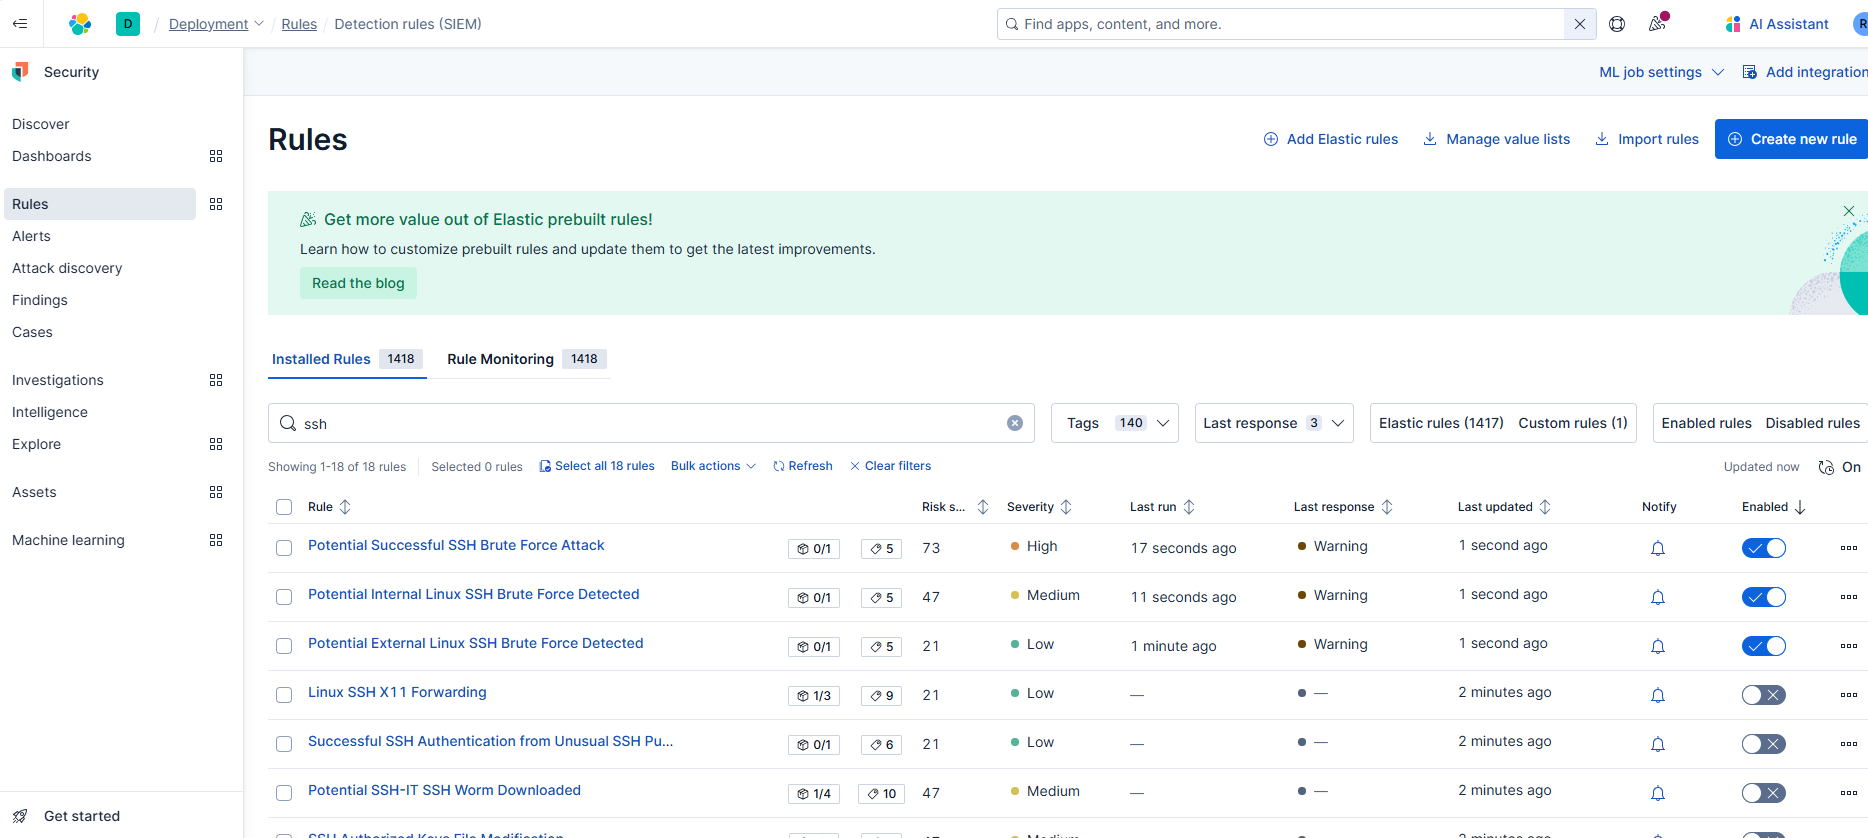 D / Deployment / Rules / Detection rules (SIEM) Find apps, content, and more. AI Assistant R
Security
ML job settings Add integration
Discover
Dashboards
Rules
Alerts
Attack discovery
Findings
Cases
Investigations
Intelligence
Explore
Assets
Machine learning
Get started
Rules
Add Elastic rules Manage value lists Import rules Create new rule
Get more value out of Elastic prebuilt rules!
Learn how to customize prebuilt rules and update them to get the latest improvements.
Read the blog
Installed Rules 1418 Rule Monitoring 1418
ssh Tags 140 Last response 3 Elastic rules (1417) Custom rules (1) Enabled rules Disabled rules
Showing 1-18 of 18 rules Selected 0 rules Select all 18 rules Bulk actions Refresh Clear filters Updated now On
Rule Risk s... Severity Last run Last response Last updated Notify Enabled
Potential Successful SSH Brute Force Attack 0/1 5 73 High 17 seconds ago Warning 1 second ago
Potential Internal Linux SSH Brute Force Detected 0/1 5 47 Medium 11 seconds ago Warning 1 second ago
Potential External Linux SSH Brute Force Detected 0/1 5 21 Low 1 minute ago Warning 1 second ago
Linux SSH X11 Forwarding 1/3 9 21 Low — — 2 minutes ago
Successful SSH Authentication from Unusual SSH Pu... 0/1 6 21 Low — — 2 minutes ago
Potential SSH-IT SSH Worm Downloaded 1/4 10 47 Medium — — 2 minutes ago
SSH Authorized Keys File Modification 47 Medium 2 minutes ago